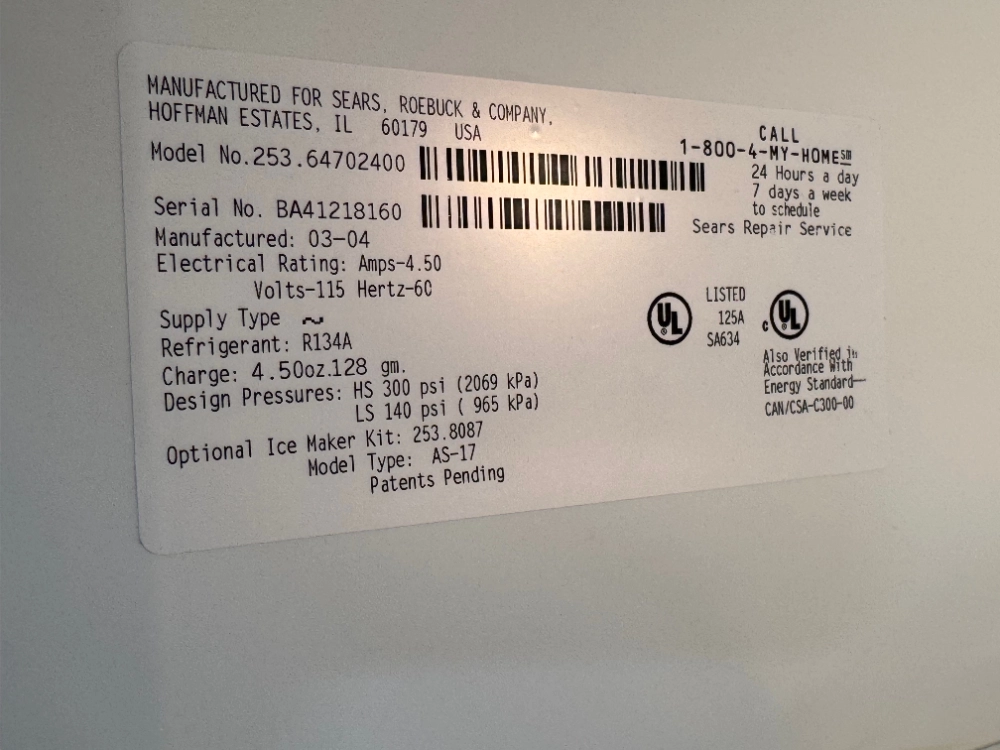 MANUFACTURED FOR SEARS, ROEBUCK & COMPANY,
HOFFMAN ESTATES, IL 60179 USA
Model No.253.64702400
Serial No. BA41218160
Manufactured: 03-04
Electrical Rating: Amps-4.50
Volts-115 Hertz-60
Supply Type ~
Refrigerant: R134A
Charge: 4.50oz.128 gm.
Design Pressures: HS 300 psi (2069 kPa)
LS 140 psi ( 965 kPa)
Optional Ice Maker Kit: 253.8087
Model Type: AS-17
Patents Pending
CALL
1-800-4-MY-HOME℠
24 Hours a day
7 days a week
to schedule
Sears Repair Service
UL ®
LISTED
125A
SA634
c UL ®
Also Verified in
Accordance With
Energy Standard
CAN/CSA-C300-00